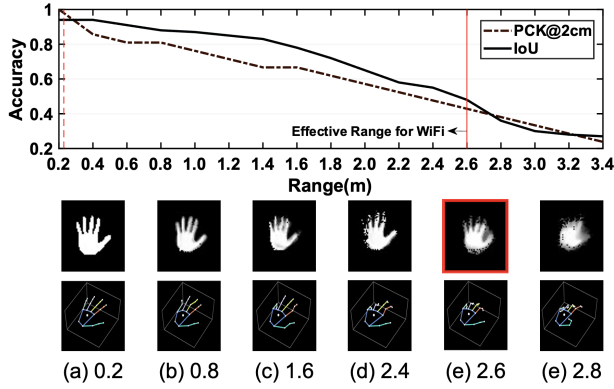 1
0.8
0.6
0.4
0.2
Accuracy
PCK@2cm
IoU
Effective Range for WiFi
0.2 0.4 0.6 0.8 1.0 1.2 1.4 1.6 1.8 2.0 2.2 2.4 2.6 2.8 3.0 3.2 3.4
Range(m)
(a) 0.2 (b) 0.8 (c) 1.6 (d) 2.4 (e) 2.6 (e) 2.8